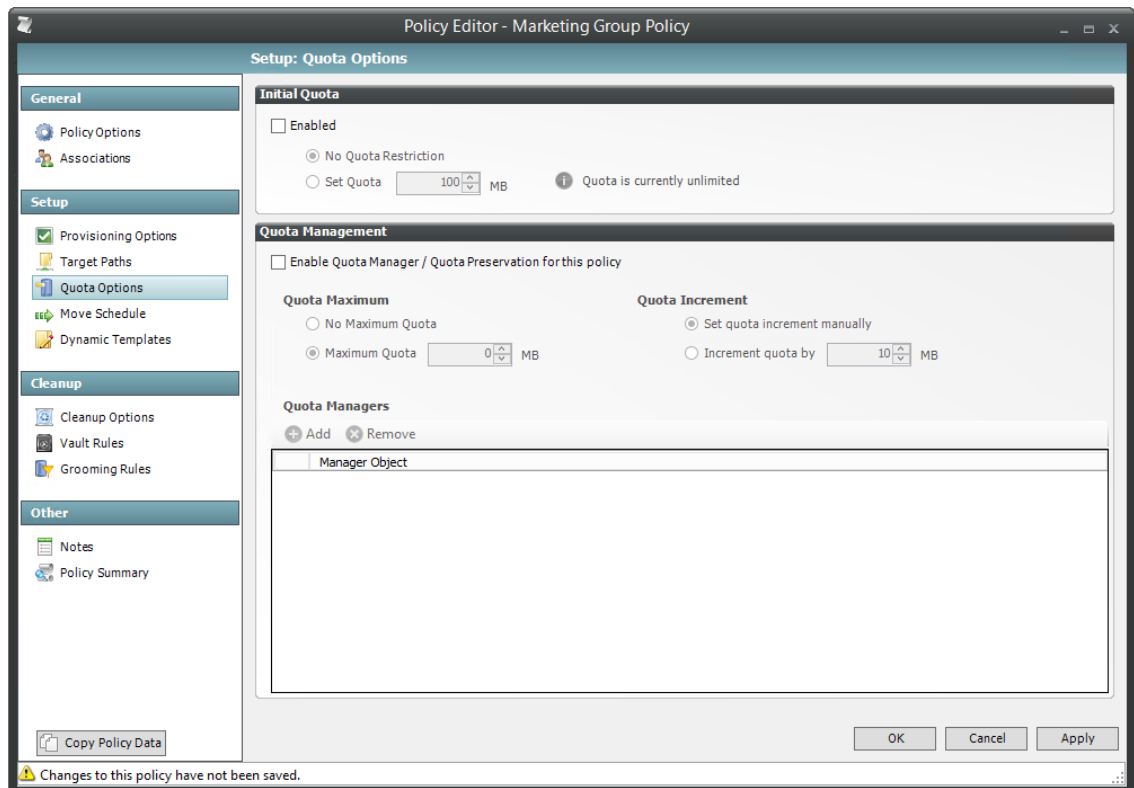 Policy Editor - Marketing Group Policy
Setup: Quota Options
General
Policy Options
Associations
Setup
Provisioning Options
Target Paths
Quota Options
Move Schedule
Dynamic Templates
Cleanup
Cleanup Options
Vault Rules
Grooming Rules
Other
Notes
Policy Summary
Copy Policy Data
Initial Quota
Enabled
No Quota Restriction
Set Quota 100 MB Quota is currently unlimited
Quota Management
Enable Quota Manager / Quota Preservation for this policy
Quota Maximum Quota Increment
No Maximum Quota Set quota increment manually
Maximum Quota 0 MB Increment quota by 10 MB
Quota Managers
Add Remove
Manager Object
OK Cancel Apply
Changes to this policy have not been saved.